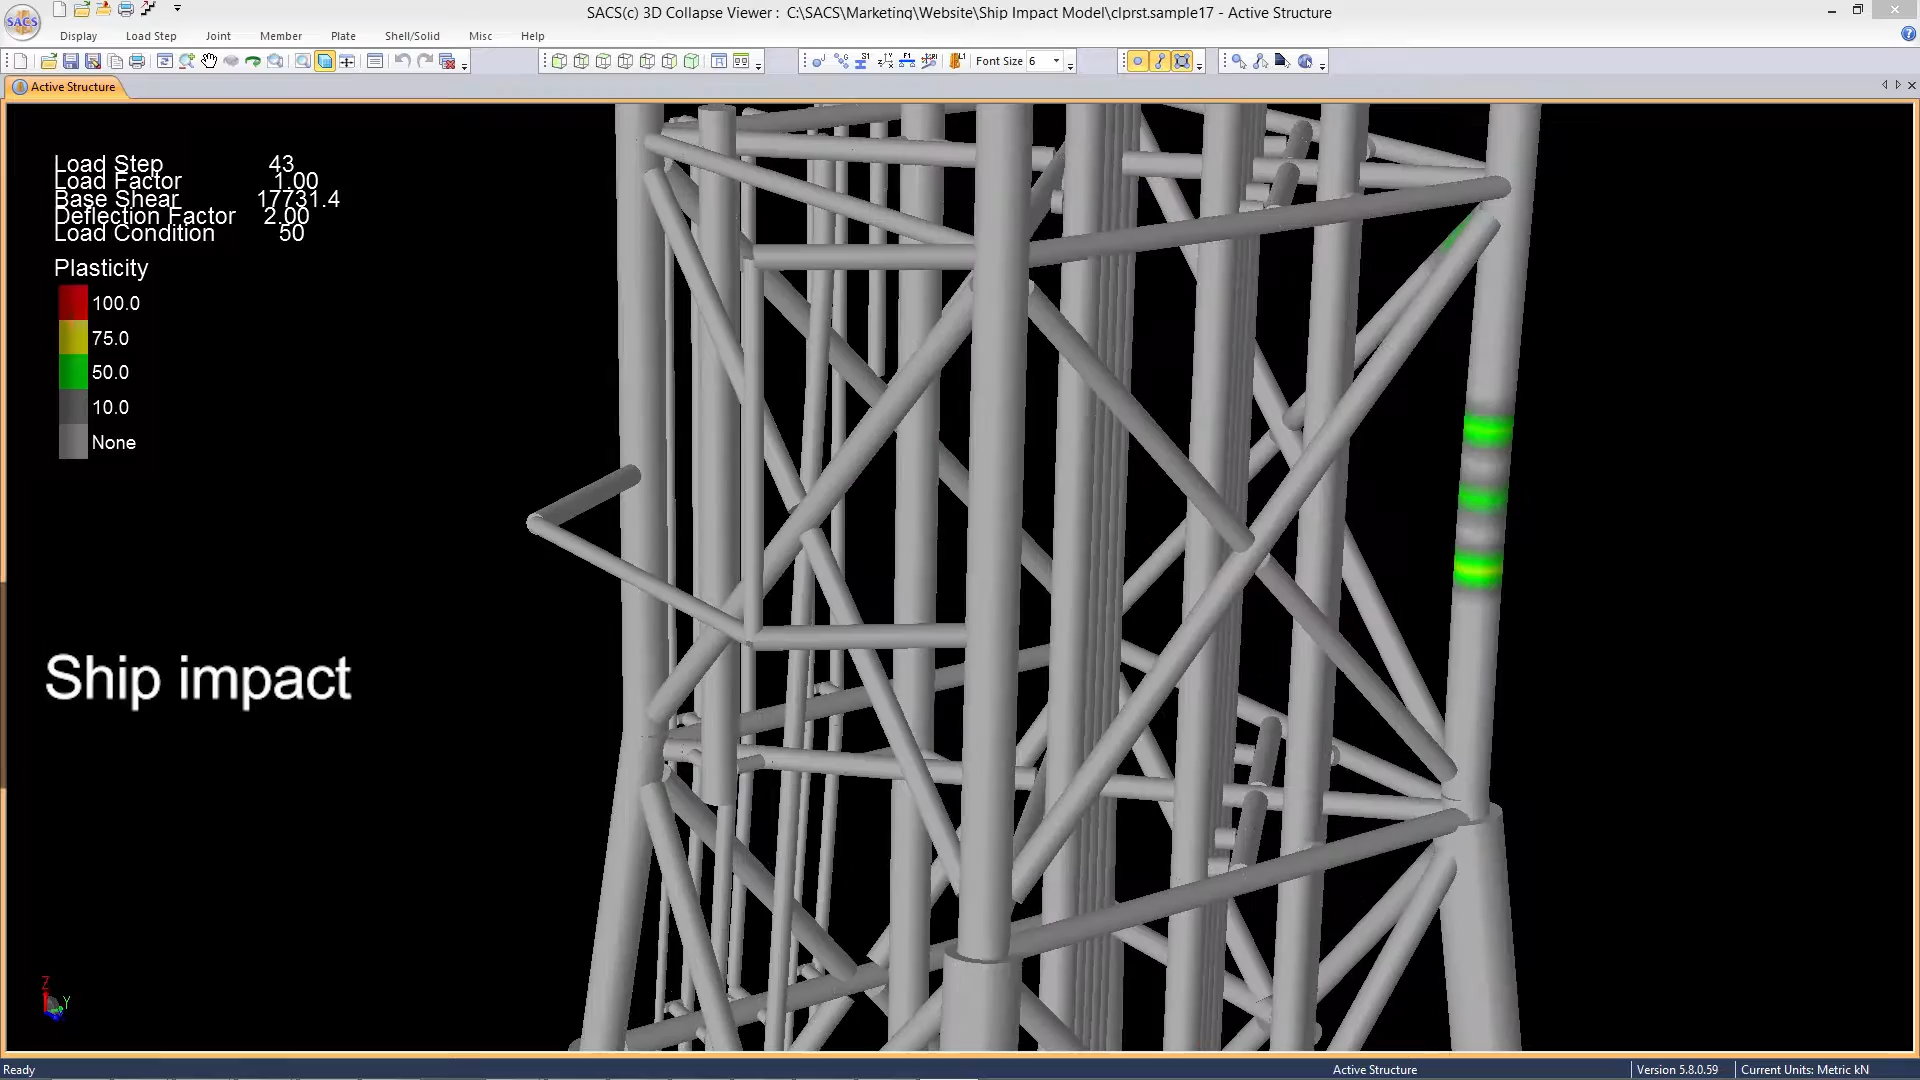 SACS(c) 3D Collapse Viewer : C:\SACS\Marketing\Website\Ship Impact Model\clprst.sample17 - Active Structure
SACS
Display Load Step Joint Member Plate Shell/Solid Misc Help
Font Size 6
Active Structure
Load Step 43
Load Factor 1.00
Base Shear 17731.4
Deflection Factor 2.00
Load Condition 50
Plasticity
100.0
75.0
50.0
10.0
None
Ship impact
Z
Y
Ready Active Structure Version 5.8.0.59 Current Units: Metric kN